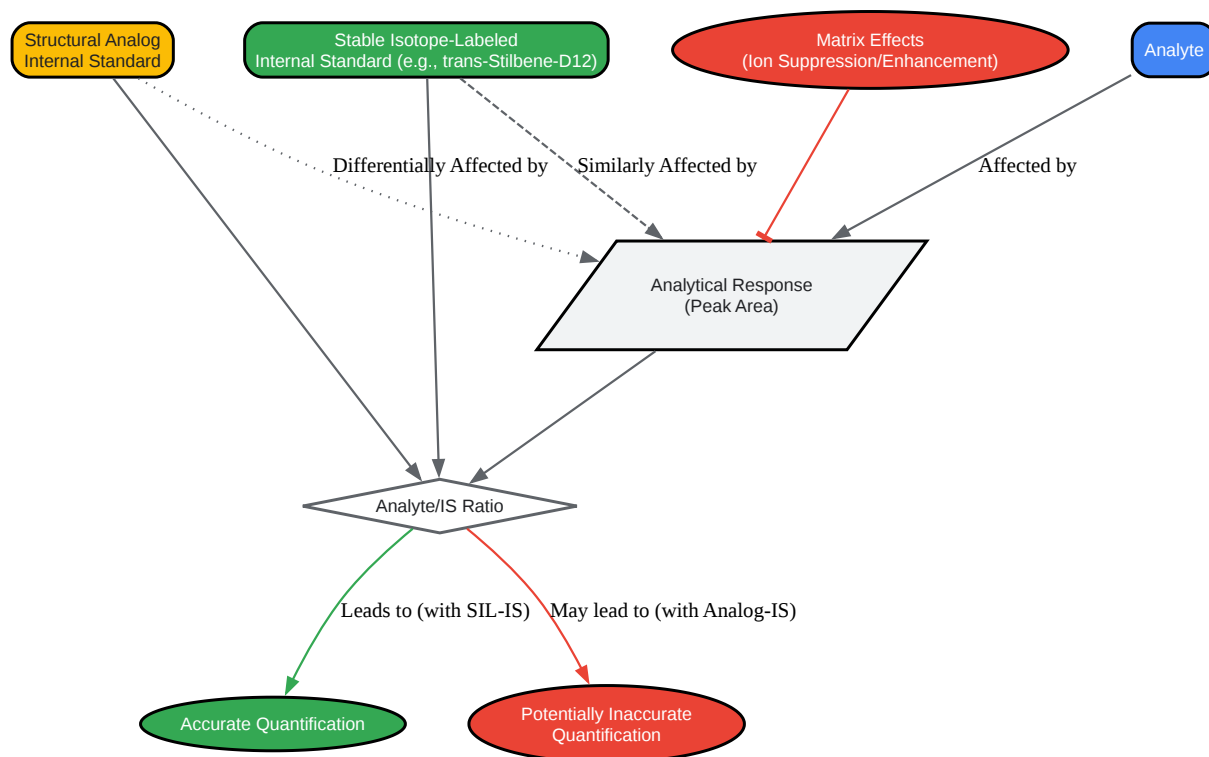 Structural Analog
Internal Standard
Stable Isotope-Labeled
Internal Standard (e.g., trans-Stilbene-D12)
Matrix Effects
(Ion Suppression/Enhancement)
Analyte
Differentially Affected by
Similarly Affected by
Affected by
Analytical Response
(Peak Area)
Analyte/IS Ratio
Leads to (with SIL-IS)
May lead to (with Analog-IS)
Accurate Quantification
Potentially Inaccurate
Quantification